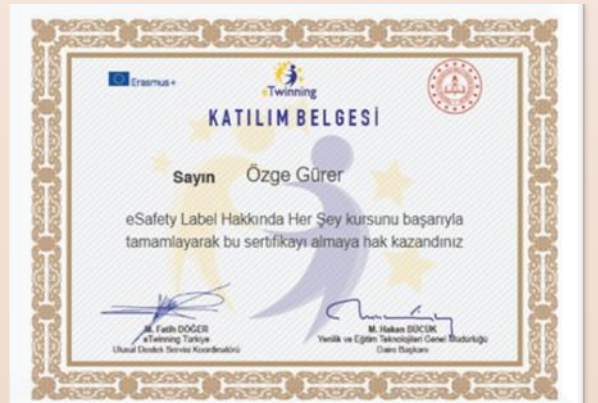 Erasmus+
eTwinning
KATILIM BELGESİ
Sayın Özge Gürer
eSafety Label Hakkında Her Şey kursunu başarıyla
tamamlayarak bu sertifikayı almaya hak kazandınız
M. Fatih DÖĞER
eTwinning Türkiye
Ulusal Destek Servisi Koordinatörü
M. Hakan BÜCÜK
Yenilik ve Eğitim Teknolojileri Genel Müdürlüğü
Daire Başkanı